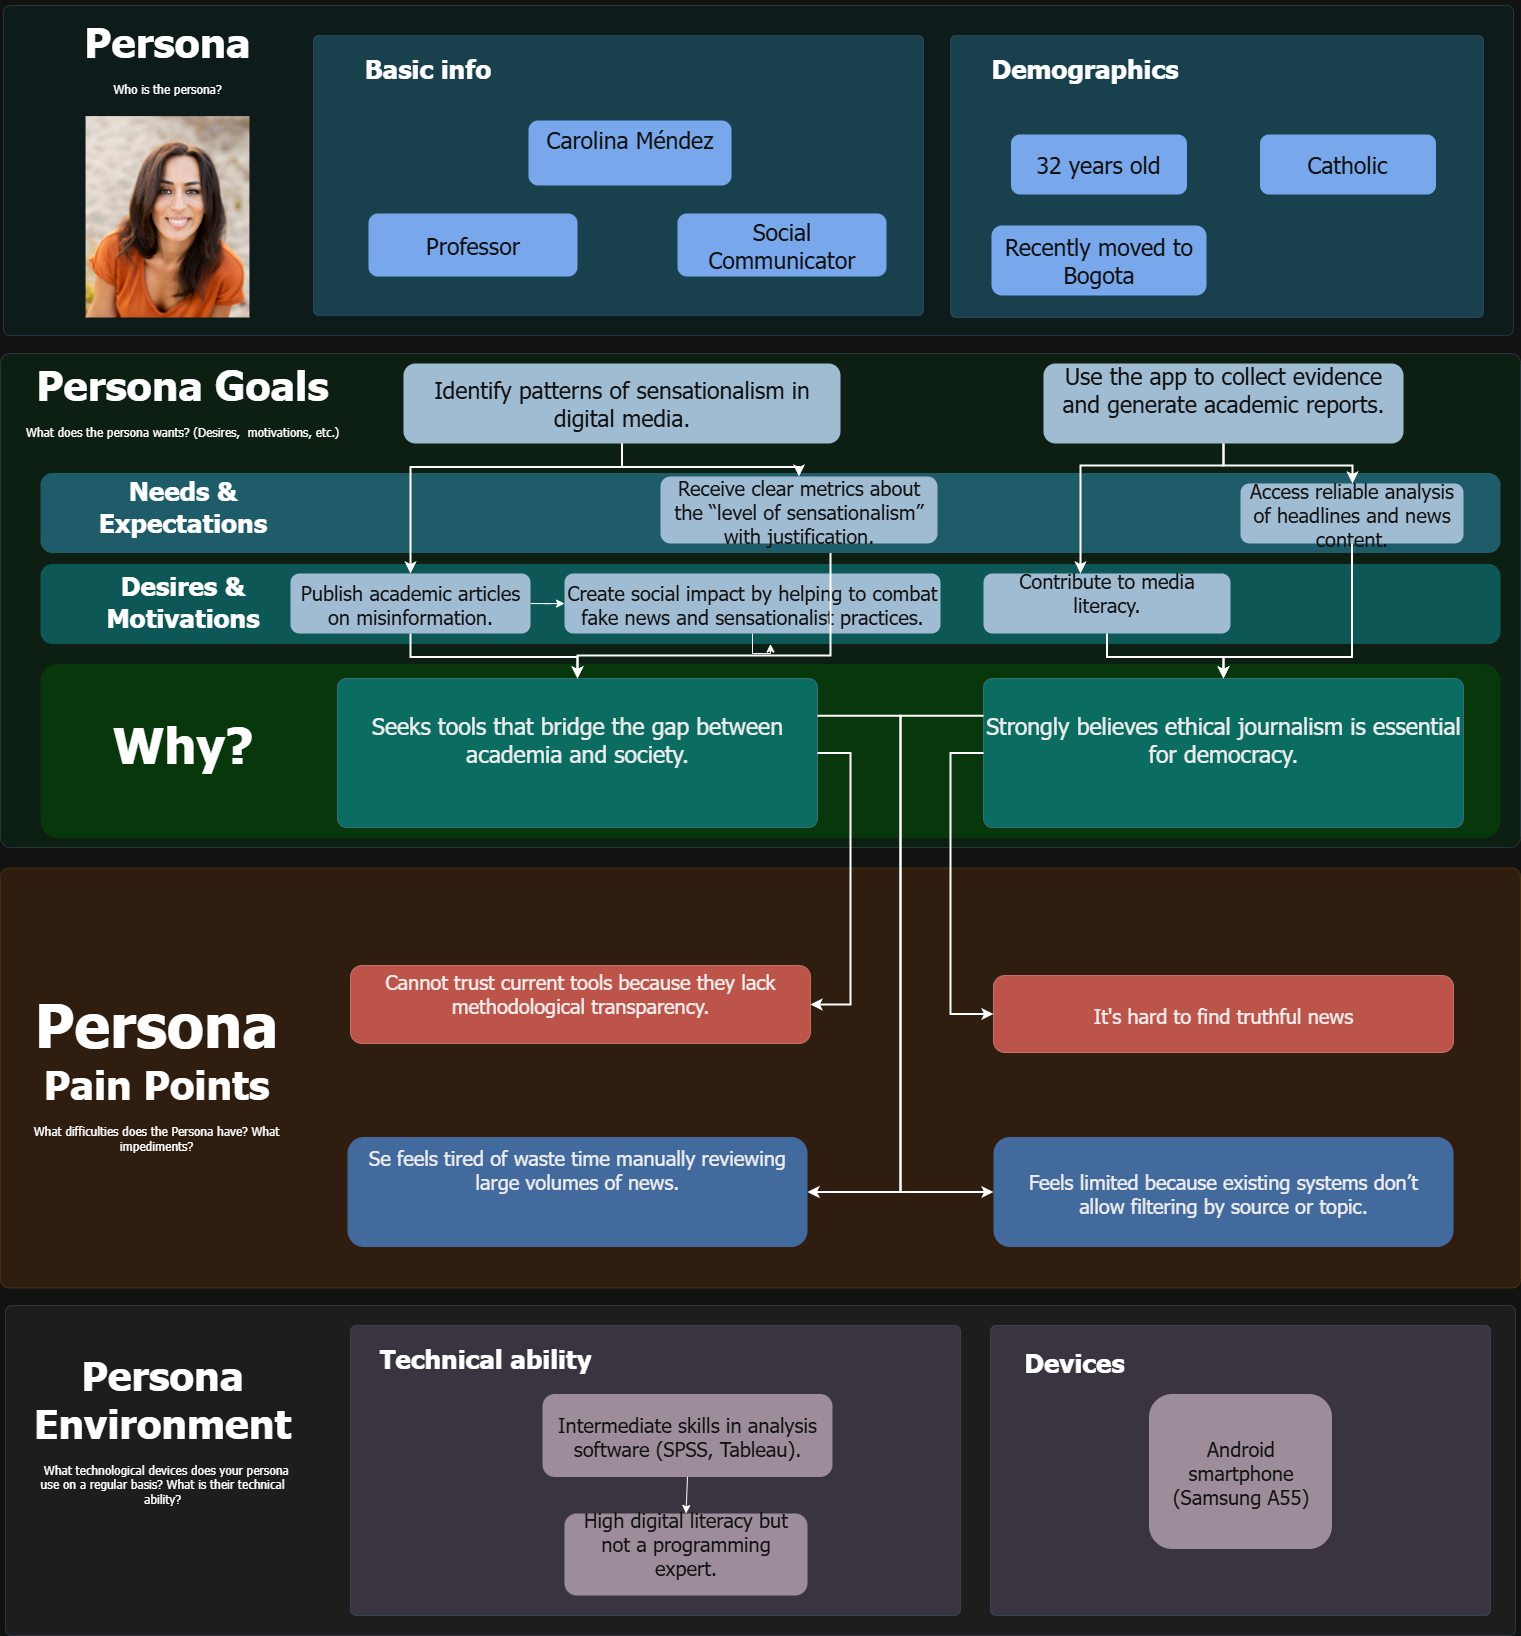 Persona
Who is the persona?
Basic info
Carolina Méndez
Professor
Social
Communicator
Demographics
32 years old
Catholic
Recently moved to
Bogota
Persona Goals
What does the persona wants? (Desires, motivations, etc.)
Identify patterns of sensationalism in
digital media.
Use the app to collect evidence
and generate academic reports.
Needs &
Expectations
Receive clear metrics about
the “level of sensationalism”
with justification.
Access reliable analysis
of headlines and news
content.
Desires &
Motivations
Publish academic articles
on misinformation.
Create social impact by helping to combat
fake news and sensationalist practices.
Contribute to media
literacy.
Why?
Seeks tools that bridge the gap between
academia and society.
Strongly believes ethical journalism is essential
for democracy.
Persona
Pain Points
What difficulties does the Persona have? What
impediments?
Cannot trust current tools because they lack
methodological transparency.
It's hard to find truthful news
Se feels tired of waste time manually reviewing
large volumes of news.
Feels limited because existing systems don’t
allow filtering by source or topic.
Persona
Environment
What technological devices does your persona
use on a regular basis? What is their technical
ability?
Technical ability
Intermediate skills in analysis
software (SPSS, Tableau).
High digital literacy but
not a programming
expert.
Devices
Android
smartphone
(Samsung A55)